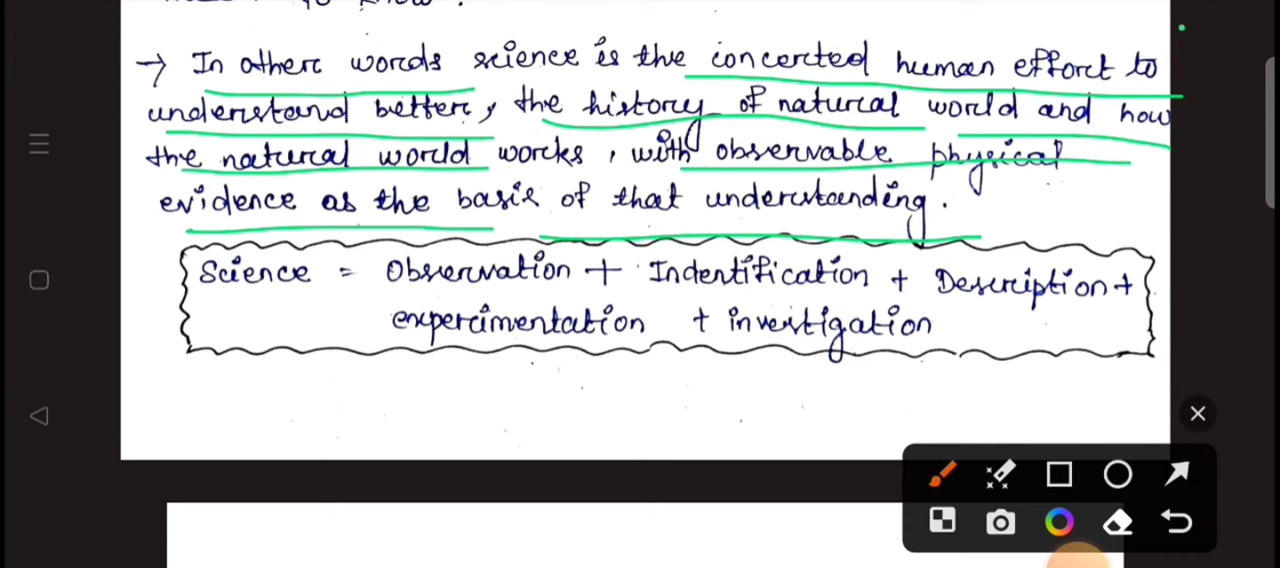 to know.
→ In other words science is the concerted human effort to
understand better, the history of natural world and how
the natural world works, with observable physical
evidence as the basis of that understanding.
Science = Observation + Indentification + Description +
experimentation + investigation